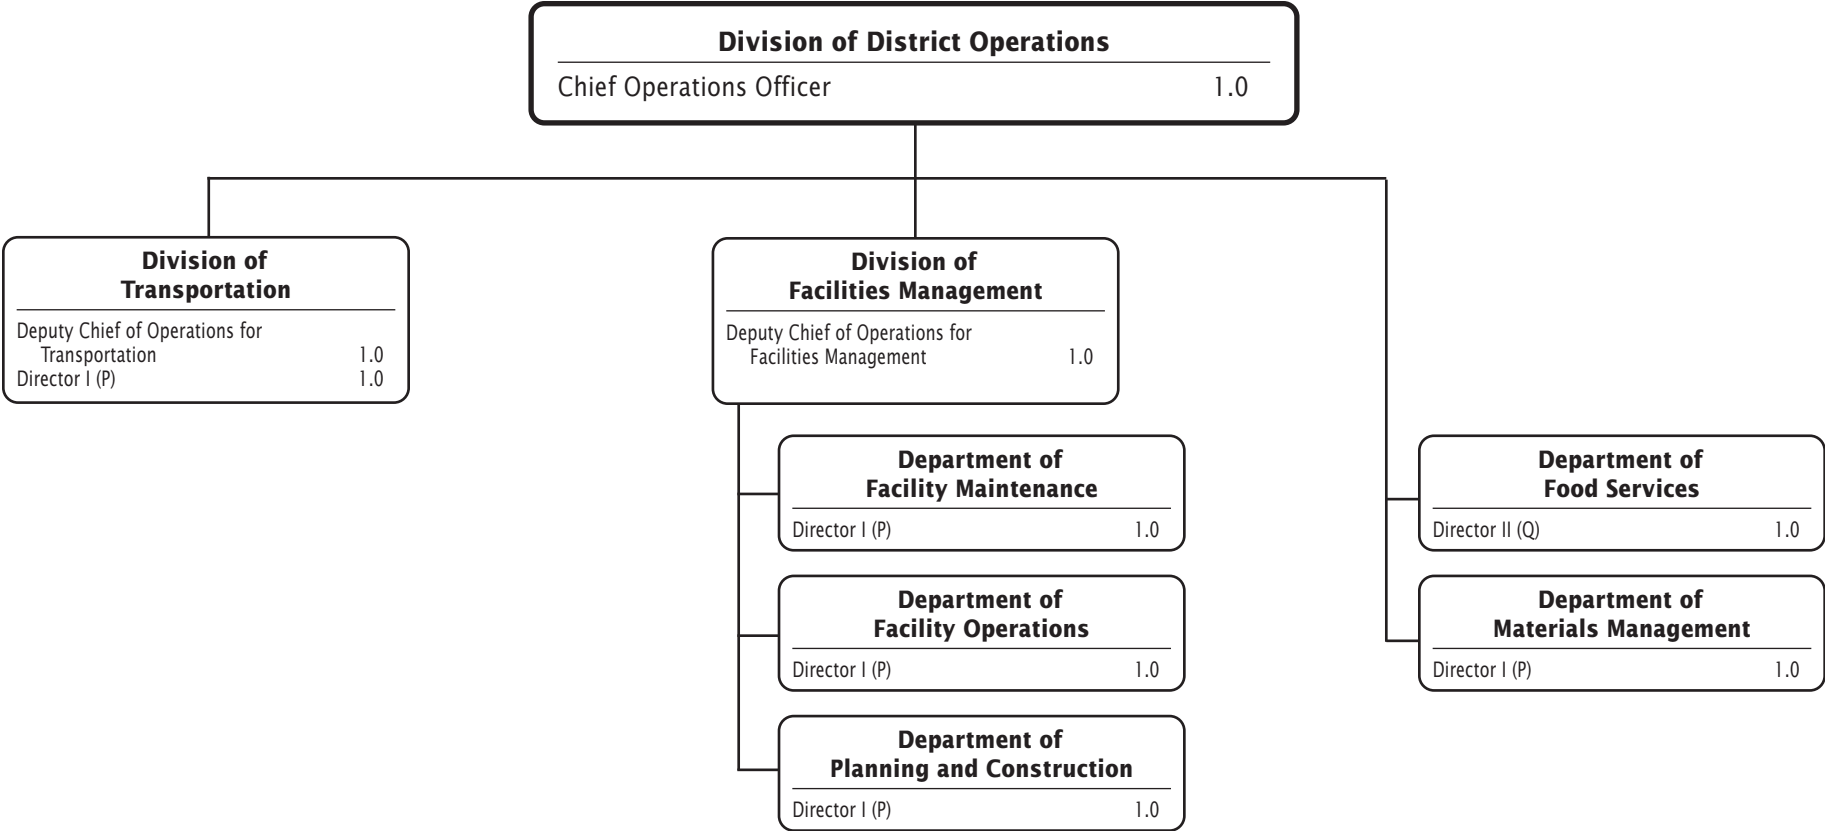 Division of District Operations
Chief Operations Officer 1.0
Division of
Transportation
Deputy Chief of Operations for
Transportation 1.0
Director I (P) 1.0
Division of
Facilities Management
Deputy Chief of Operations for
Facilities Management 1.0
Department of
Facility Maintenance
Director I (P) 1.0
Department of
Facility Operations
Director I (P) 1.0
Department of
Planning and Construction
Director I (P) 1.0
Department of
Food Services
Director II (Q) 1.0
Department of
Materials Management
Director I (P) 1.0